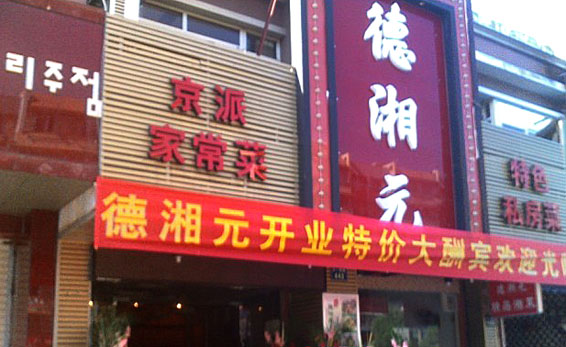 리주점
京派
家常菜
德湘元
特色
私房菜
德湘元开业特价大酬宾欢迎光